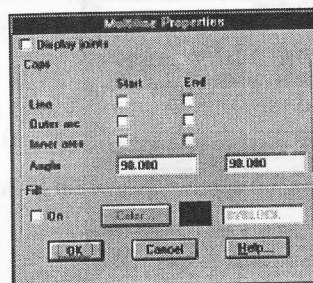 Multiline Properties
Display joints
Caps
Start End
Line
Outer arc
Inner arcs
Angle 90.000 90.000
Fill
On Color... BYBLOCK
OK Cancel Help...